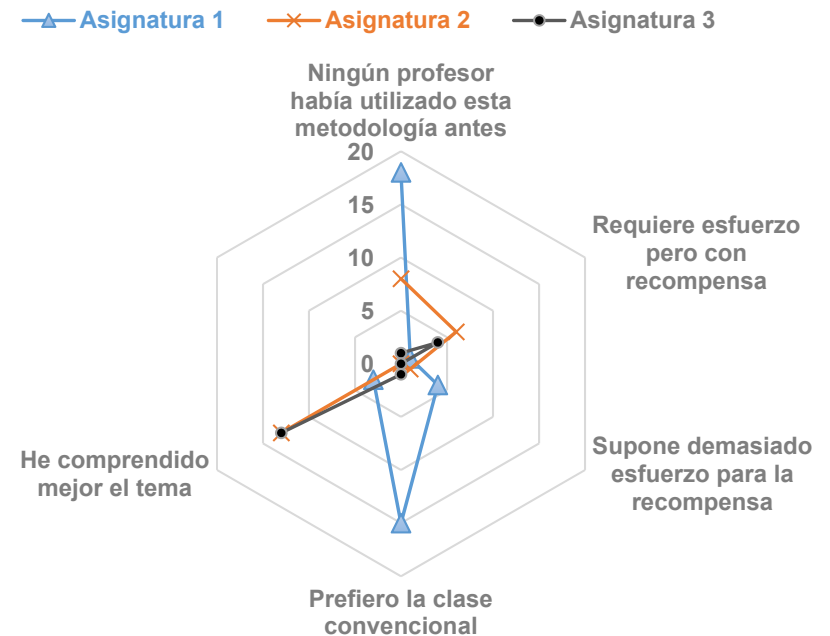 Asignatura 1 Asignatura 2 Asignatura 3
Ningún profesor
había utilizado esta
metodología antes
20
15
10
5
0
Requiere esfuerzo
pero con
recompensa
Supone demasiado
esfuerzo para la
recompensa
Prefiero la clase
convencional
He comprendido
mejor el tema